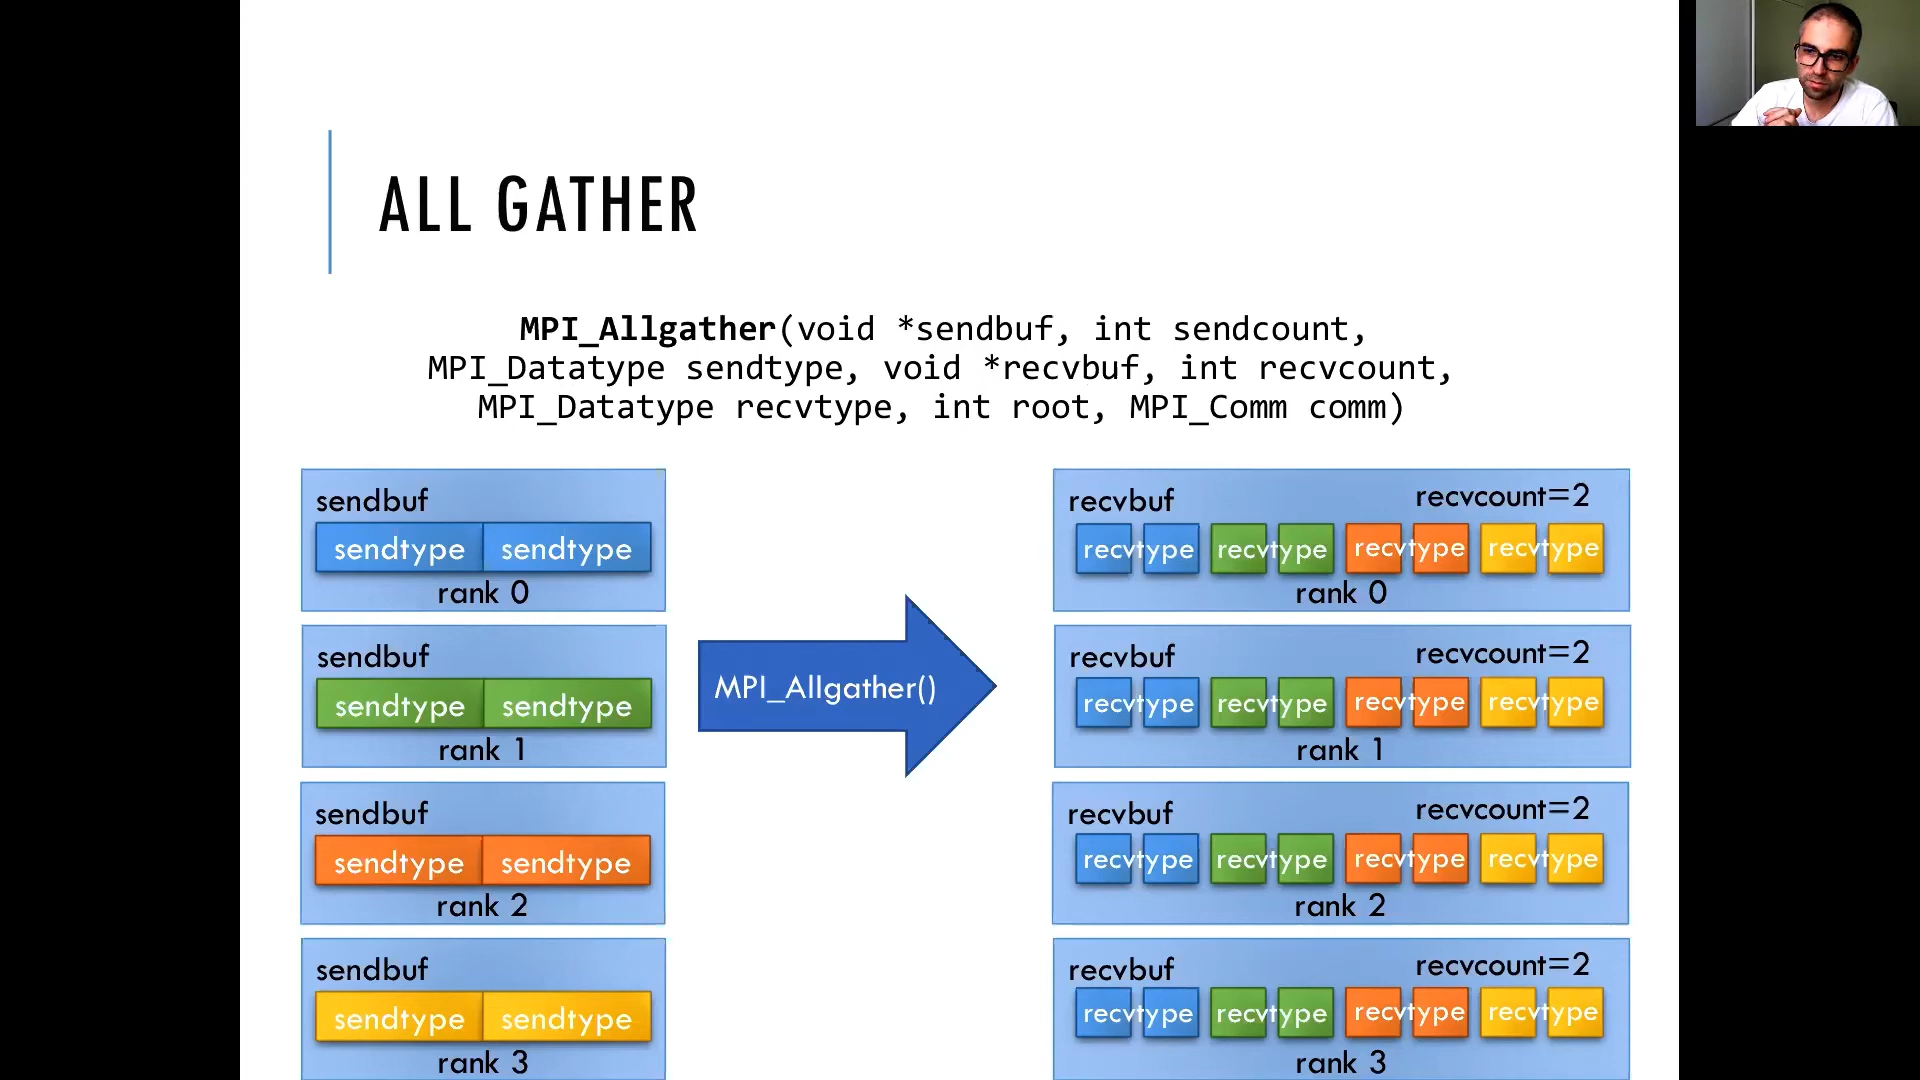 ALL GATHER
MPI_Allgather(void *sendbuf, int sendcount,
MPI_Datatype sendtype, void *recvbuf, int recvcount,
MPI_Datatype recvtype, int root, MPI_Comm comm)
sendbuf
sendtype sendtype
rank 0
sendbuf
sendtype sendtype
rank 1
sendbuf
sendtype sendtype
rank 2
sendbuf
sendtype sendtype
rank 3
MPI_Allgather()
recvbuf recvcount=2
recvtype recvtype recvtype recvtype
rank 0
recvbuf recvcount=2
recvtype recvtype recvtype recvtype
rank 1
recvbuf recvcount=2
recvtype recvtype recvtype recvtype
rank 2
recvbuf recvcount=2
recvtype recvtype recvtype recvtype
rank 3